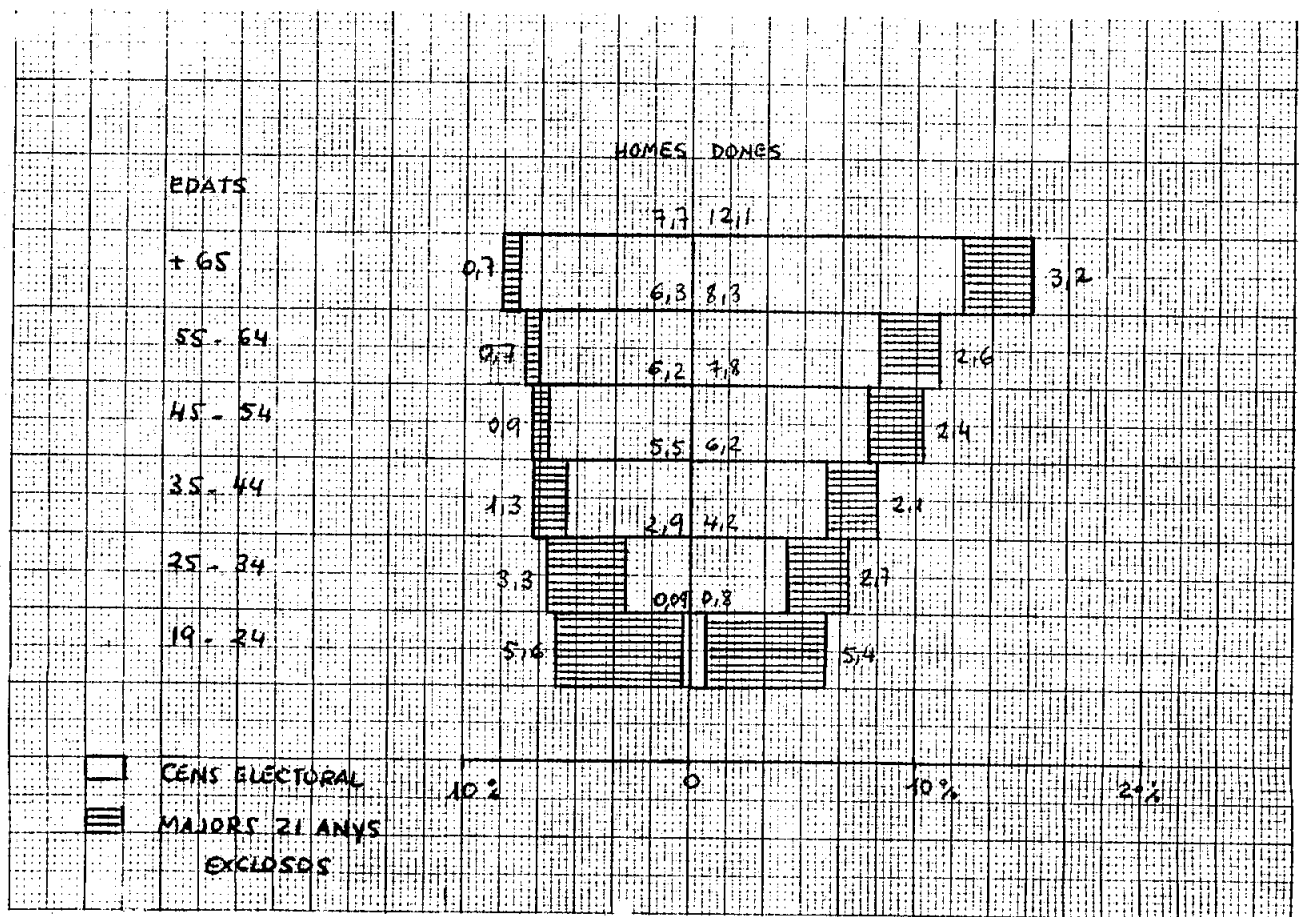 HOMES DONES
EDATS
7,7 12,1
+ 65 0,7 3,2
6,3 8,3
55 - 64 0,7 2,6
6,2 7,8
45 - 54 0,9 2,4
5,5 6,2
35 - 44 1,3 2,1
2,9 4,2
25 - 34 3,3 2,7
0,09 0,8
19 - 24 5,6 5,4
CENS ELECTORAL
10% 0 10% 20%
MAJORS 21 ANYS
EXCLOSOS